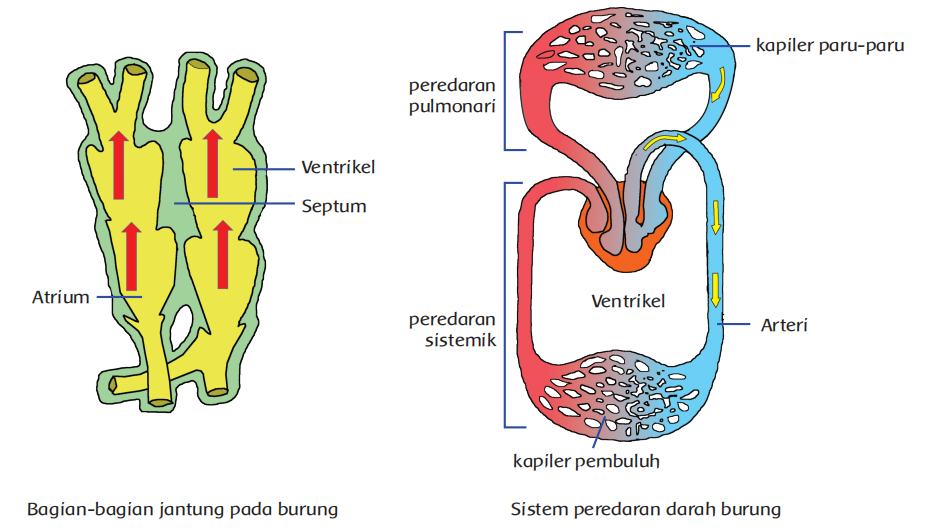 Ventrikel
Septum
Atrium
Bagian-bagian jantung pada burung
kapiler paru-paru
peredaran
pulmonari
Ventrikel
peredaran
sistemik
Arteri
kapiler pembuluh
Sistem peredaran darah burung